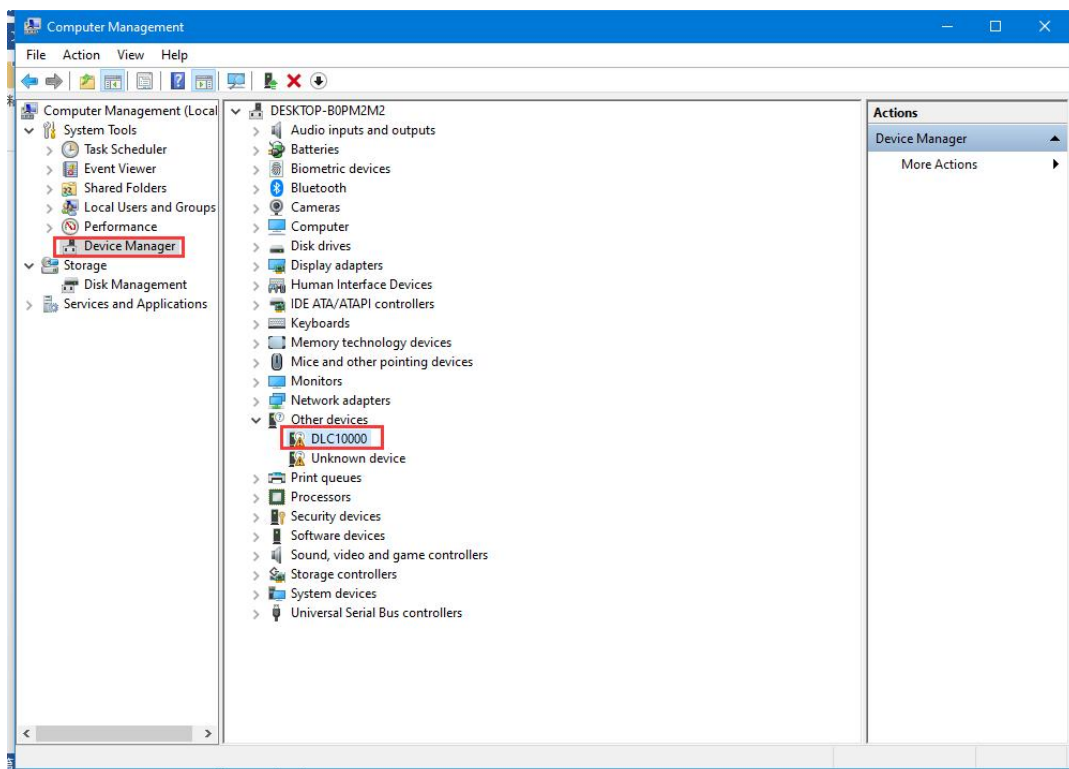 Computer Management
File Action View Help
Computer Management (Local
System Tools
Task Scheduler
Event Viewer
Shared Folders
Local Users and Groups
Performance
Device Manager
Storage
Disk Management
Services and Applications
DESKTOP-B0PM2M2
Audio inputs and outputs
Batteries
Biometric devices
Bluetooth
Cameras
Computer
Disk drives
Display adapters
Human Interface Devices
IDE ATA/ATAPI controllers
Keyboards
Memory technology devices
Mice and other pointing devices
Monitors
Network adapters
Other devices
DLC10000
Unknown device
Print queues
Processors
Security devices
Software devices
Sound, video and game controllers
Storage controllers
System devices
Universal Serial Bus controllers
Actions
Device Manager
More Actions